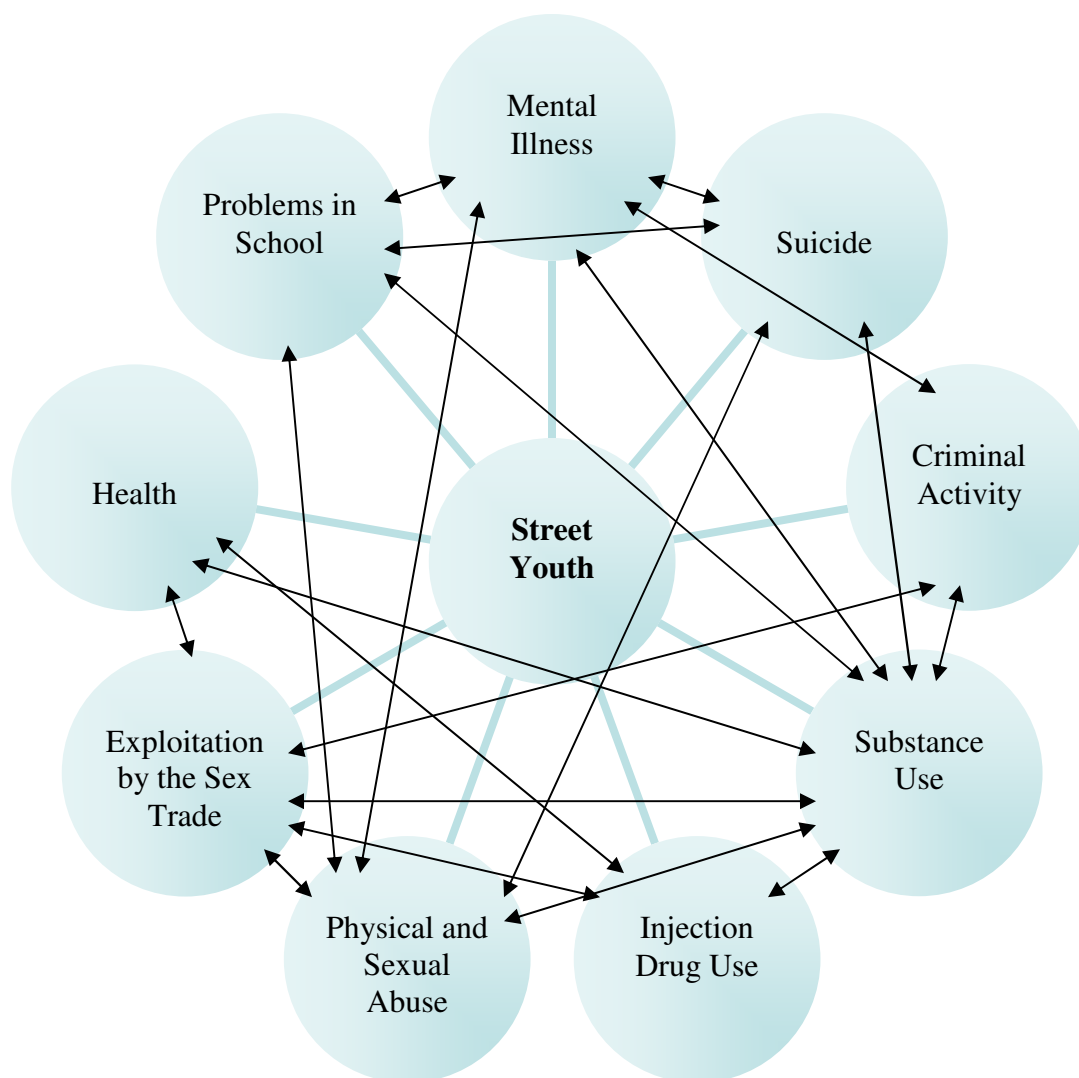 Mental
Illness
Problems in
School
Suicide
Health
Criminal
Activity
Street
Youth
Exploitation
by the Sex
Trade
Substance
Use
Physical and
Sexual
Abuse
Injection
Drug Use